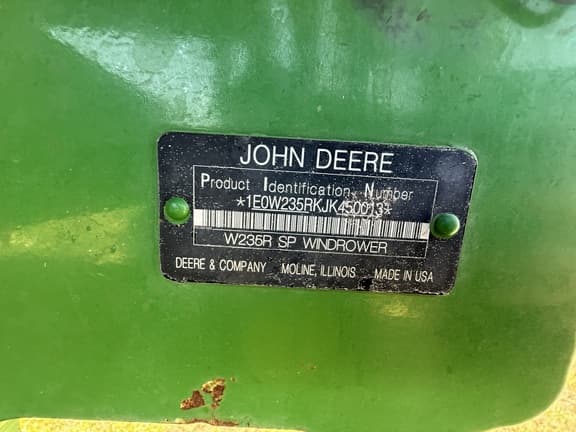 JOHN DEERE
Product Identification Number
*1E0W235RKJK450013*
W235R SP WINDROWER
DEERE & COMPANY MOLINE, ILLINOIS MADE IN USA